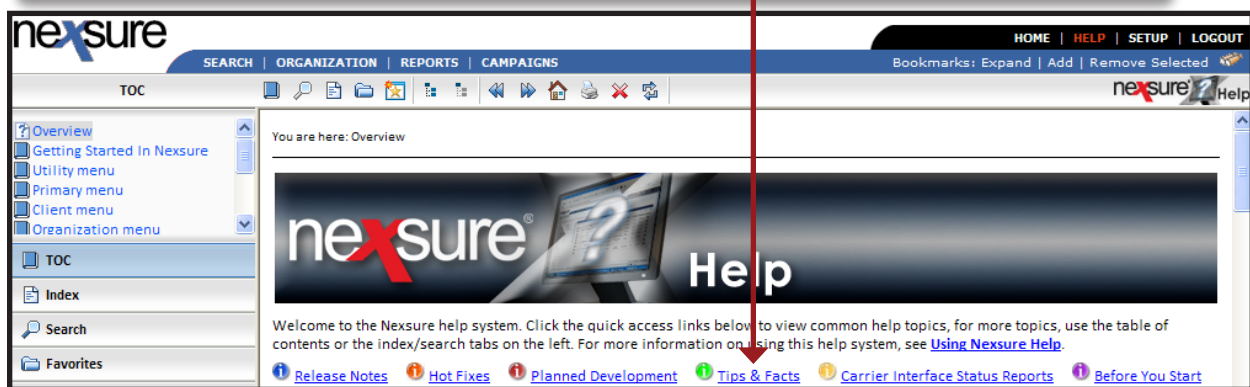 nexsure
HOME | HELP | SETUP | LOGOUT
SEARCH | ORGANIZATION | REPORTS | CAMPAIGNS
Bookmarks: Expand | Add | Remove Selected
TOC
nexsure Help
Overview
Getting Started In Nexsure
Utility menu
Primary menu
Client menu
Organization menu
TOC
Index
Search
Favorites
You are here: Overview
nexsure® Help
Welcome to the Nexsure help system. Click the quick access links below to view common help topics, for more topics, use the table of
contents or the index/search tabs on the left. For more information on using this help system, see Using Nexsure Help.
Release Notes Hot Fixes Planned Development Tips & Facts Carrier Interface Status Reports Before You Start